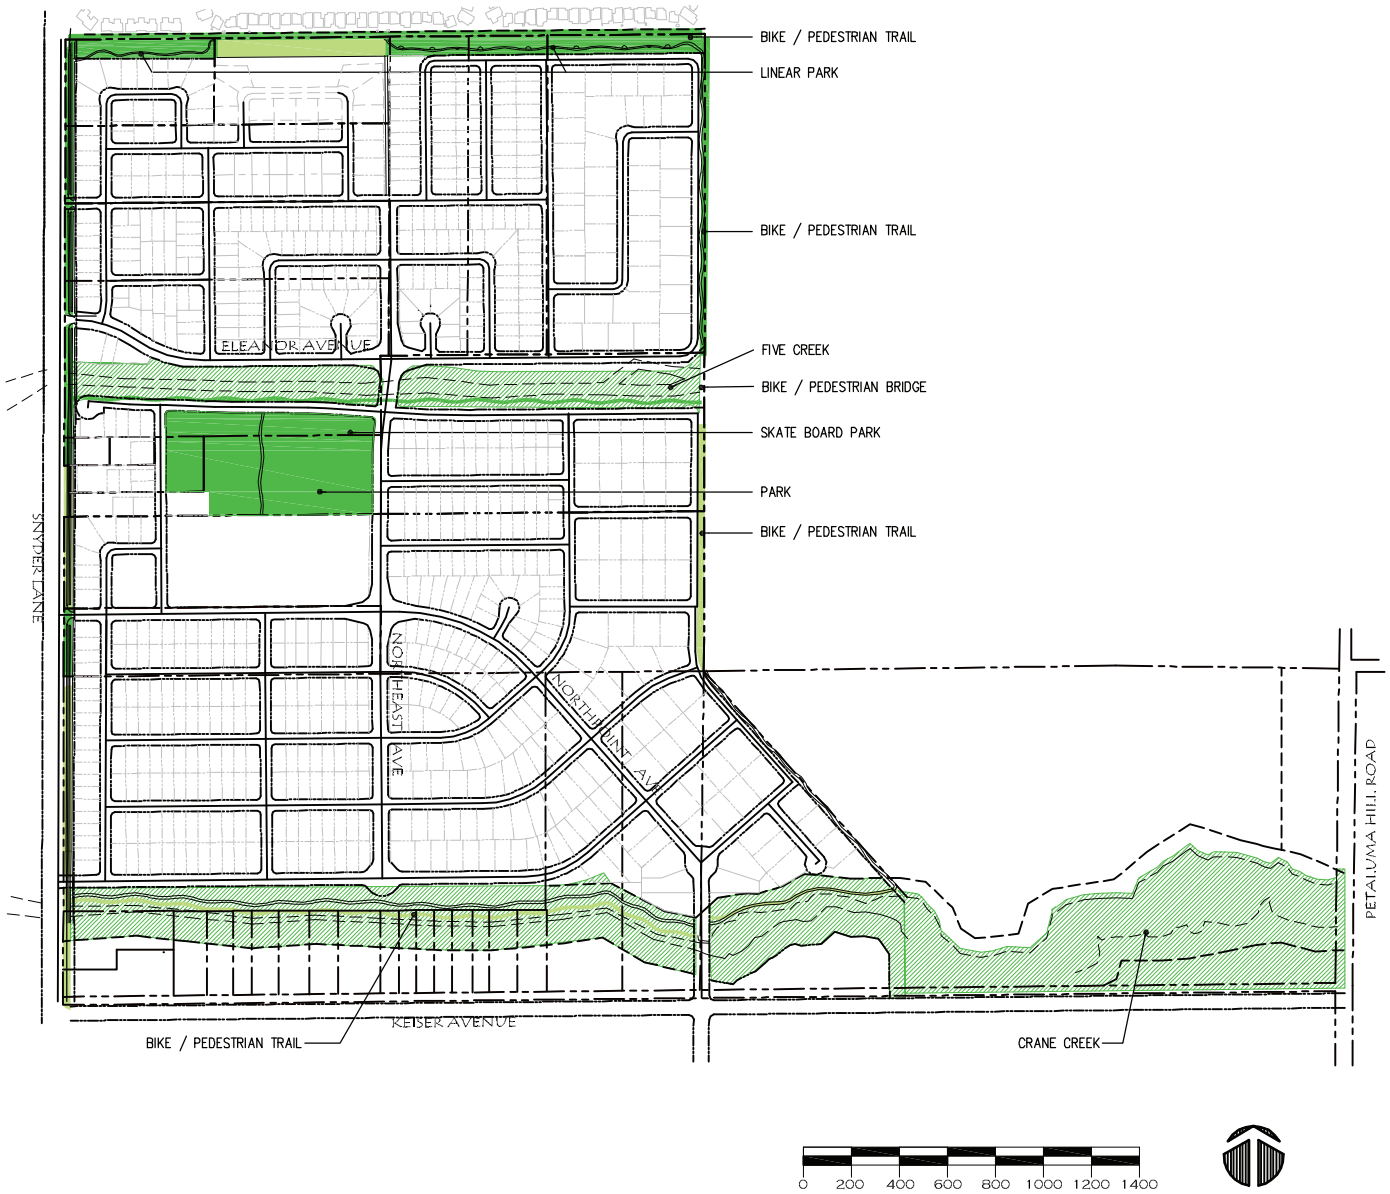 BIKE / PEDESTRIAN TRAIL
LINEAR PARK
BIKE / PEDESTRIAN TRAIL
ELEANOR AVENUE
FIVE CREEK
BIKE / PEDESTRIAN BRIDGE
SKATE BOARD PARK
PARK
BIKE / PEDESTRIAN TRAIL
SNYDER LANE
NORTHEAST AVE
NORTHPOINT AVE
PETALUMA HILL ROAD
KEISER AVENUE
BIKE / PEDESTRIAN TRAIL
CRANE CREEK
0 200 400 600 800 1000 1200 1400